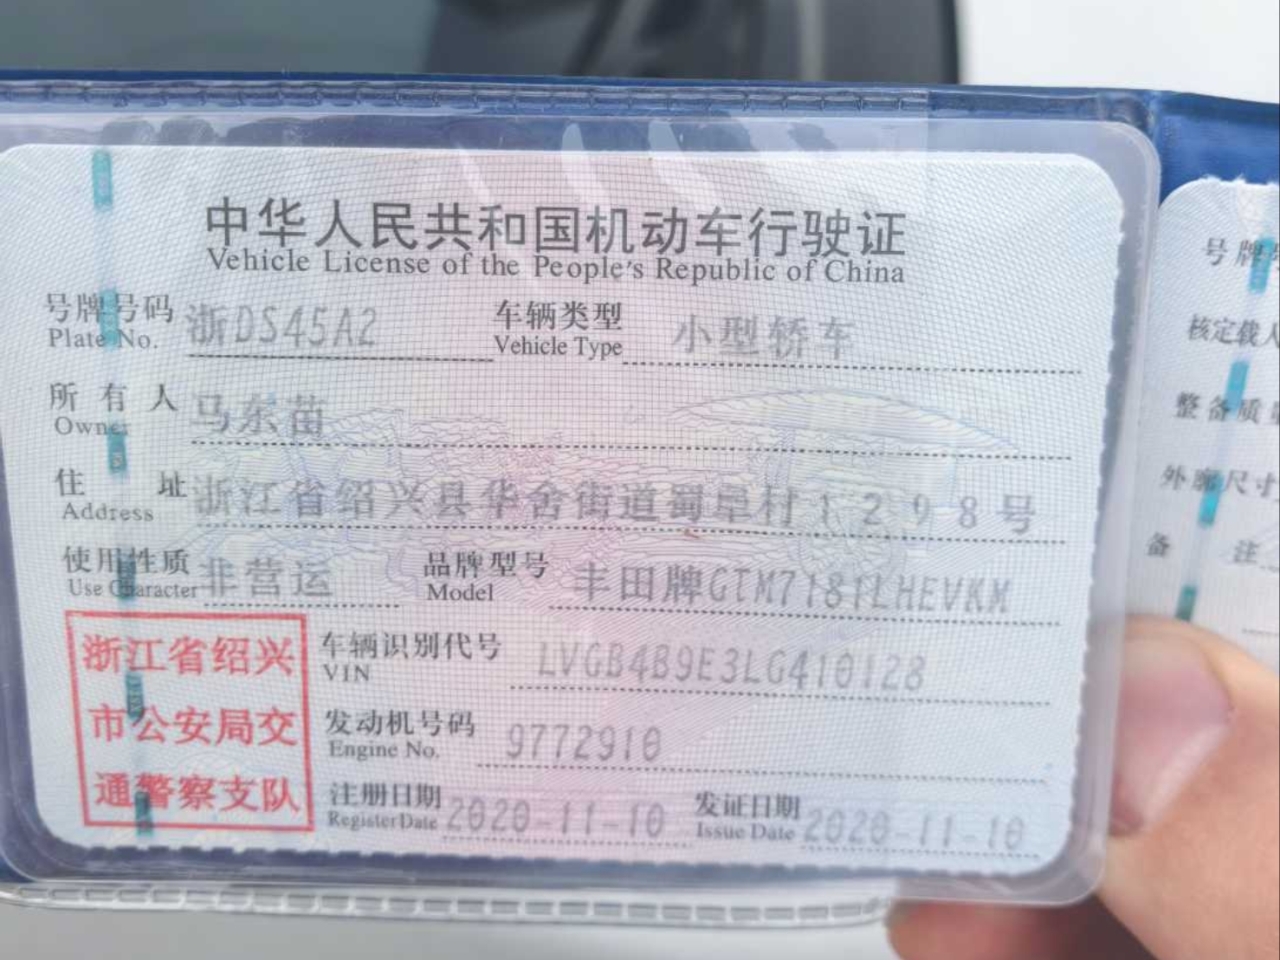 中华人民共和国机动车行驶证
Vehicle License of the People's Republic of China
号牌号码 浙DS45A2 车辆类型 小型轿车
Plate No. Vehicle Type
所有人 马东苗
Owner
住址 浙江省绍兴县华舍街道蜀阜村1298号
Address
使用性质 非营运 品牌型号 丰田牌GTM7181LHEVKM
Use Character Model
浙江省绍兴
市公安局交
通警察支队
车辆识别代号 LVGB4B9E3LG410128
VIN
发动机号码 9772910
Engine No.
注册日期 2020-11-10 发证日期 2020-11-10
Register Date Issue Date
号牌
核定载人
整备质量
外廓尺寸
备 注